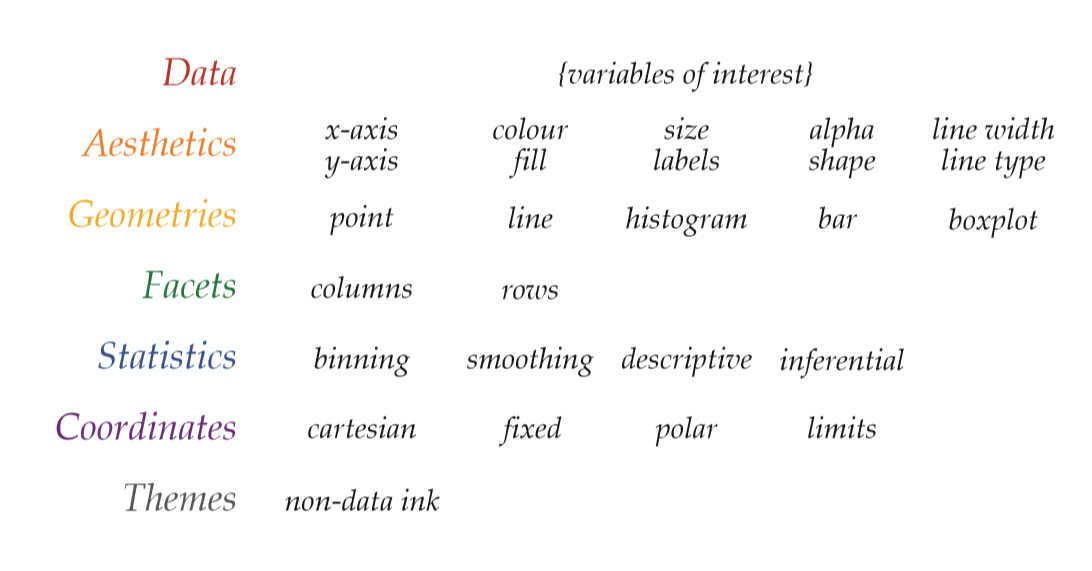 Data {variables of interest}
Aesthetics x-axis colour size alpha line width
y-axis fill labels shape line type
Geometries point line histogram bar boxplot
Facets columns rows
Statistics binning smoothing descriptive inferential
Coordinates cartesian fixed polar limits
Themes non-data ink